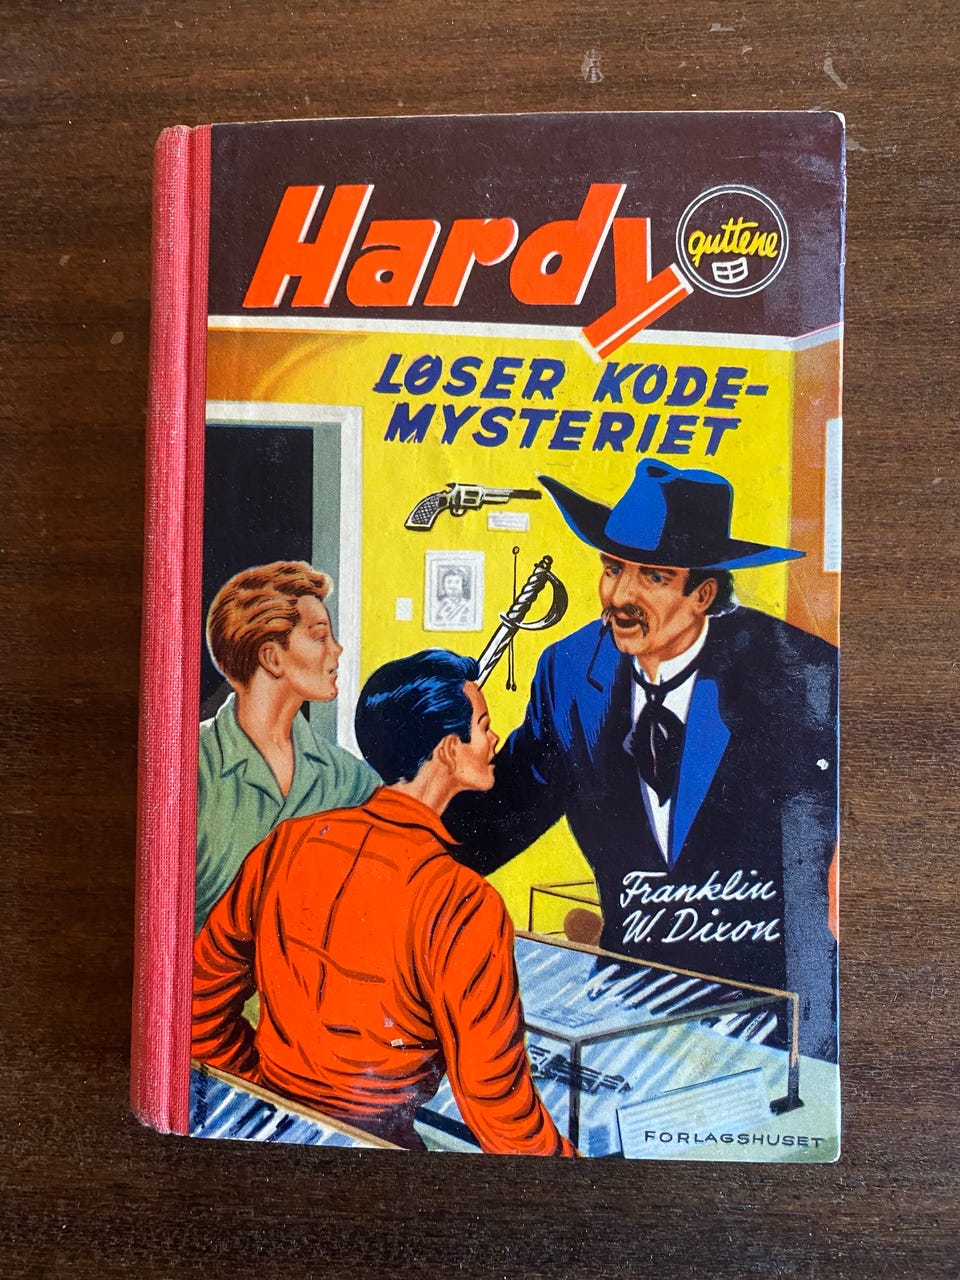 Hardy
guttene
LØSER KODE-
MYSTERIET
Franklin
W. Dixon
FORLAGSHUSET